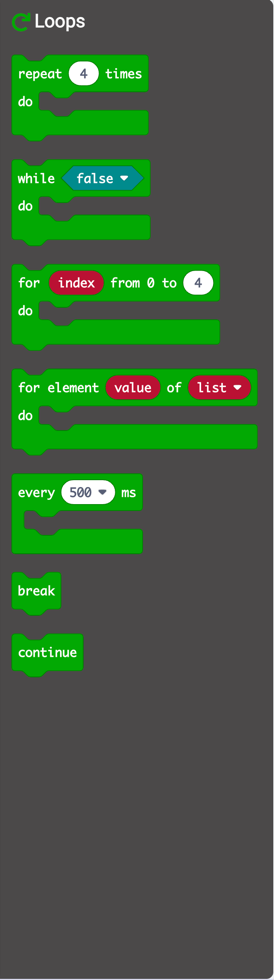 Loops
repeat 4 times
do
while false
do
for index from 0 to 4
do
for element value of list
do
every 500 ms
break
continue